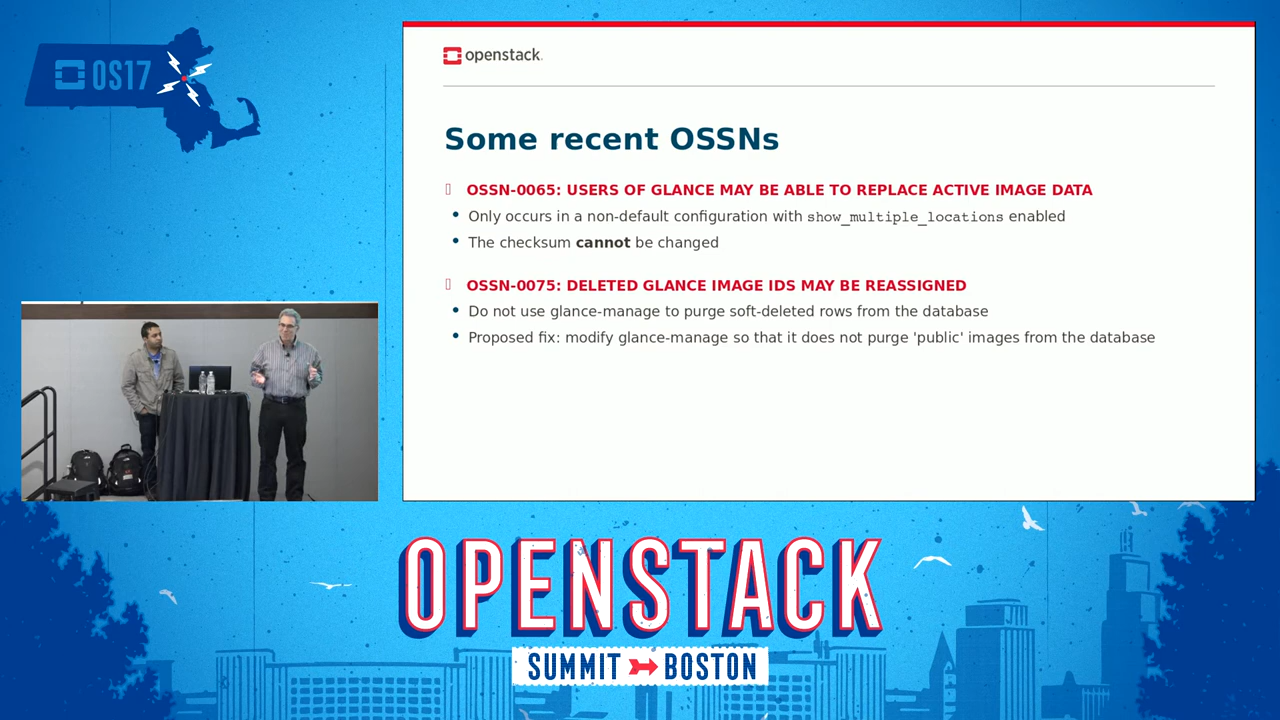 OS17
openstack.
Some recent OSSNs
OSSN-0065: USERS OF GLANCE MAY BE ABLE TO REPLACE ACTIVE IMAGE DATA
• Only occurs in a non-default configuration with show_multiple_locations enabled
• The checksum cannot be changed
OSSN-0075: DELETED GLANCE IMAGE IDS MAY BE REASSIGNED
• Do not use glance-manage to purge soft-deleted rows from the database
• Proposed fix: modify glance-manage so that it does not purge 'public' images from the database
OPENSTACK
SUMMIT BOSTON